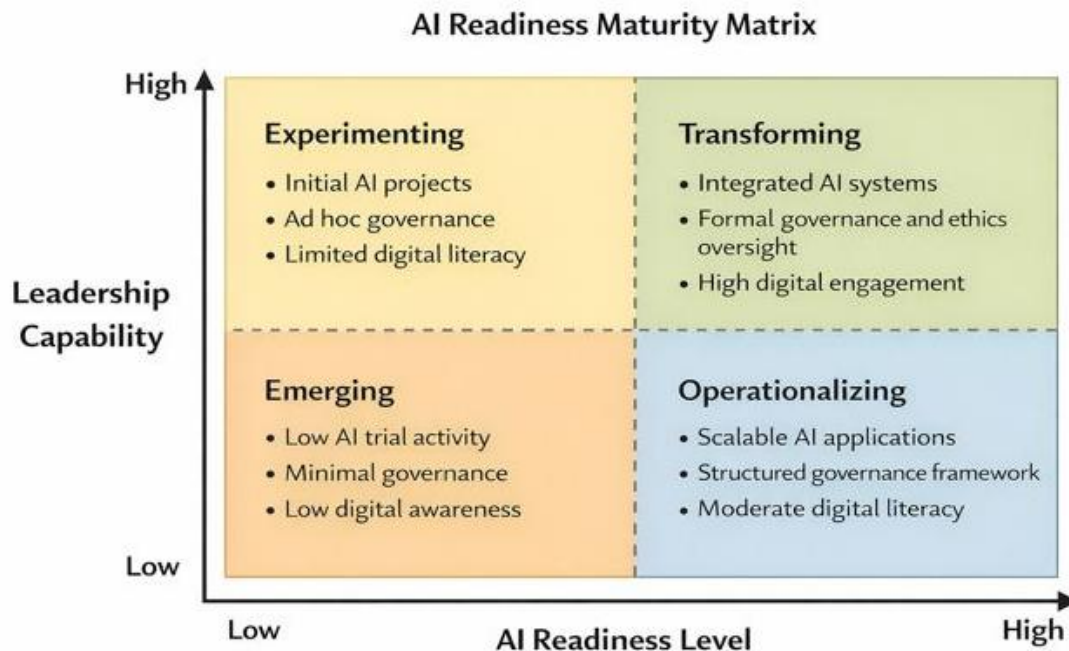 AI Readiness Maturity Matrix
High
Leadership
Capability
Low
Experimenting
• Initial AI projects
• Ad hoc governance
• Limited digital literacy
Transforming
• Integrated AI systems
• Formal governance and ethics
oversight
• High digital engagement
Emerging
• Low AI trial activity
• Minimal governance
• Low digital awareness
Operationalizing
• Scalable AI applications
• Structured governance framework
• Moderate digital literacy
Low
AI Readiness Level
High